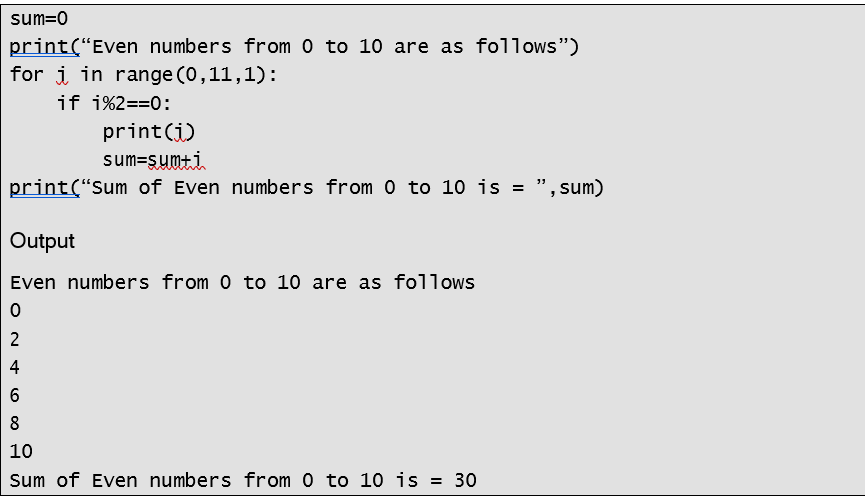 sum=0
print(“Even numbers from 0 to 10 are as follows”)
for i in range(0,11,1):
    if i%2==0:
        print(i)
        sum=sum+i
print(“Sum of Even numbers from 0 to 10 is = ”,sum)
Output
Even numbers from 0 to 10 are as follows
0
2
4
6
8
10
Sum of Even numbers from 0 to 10 is = 30